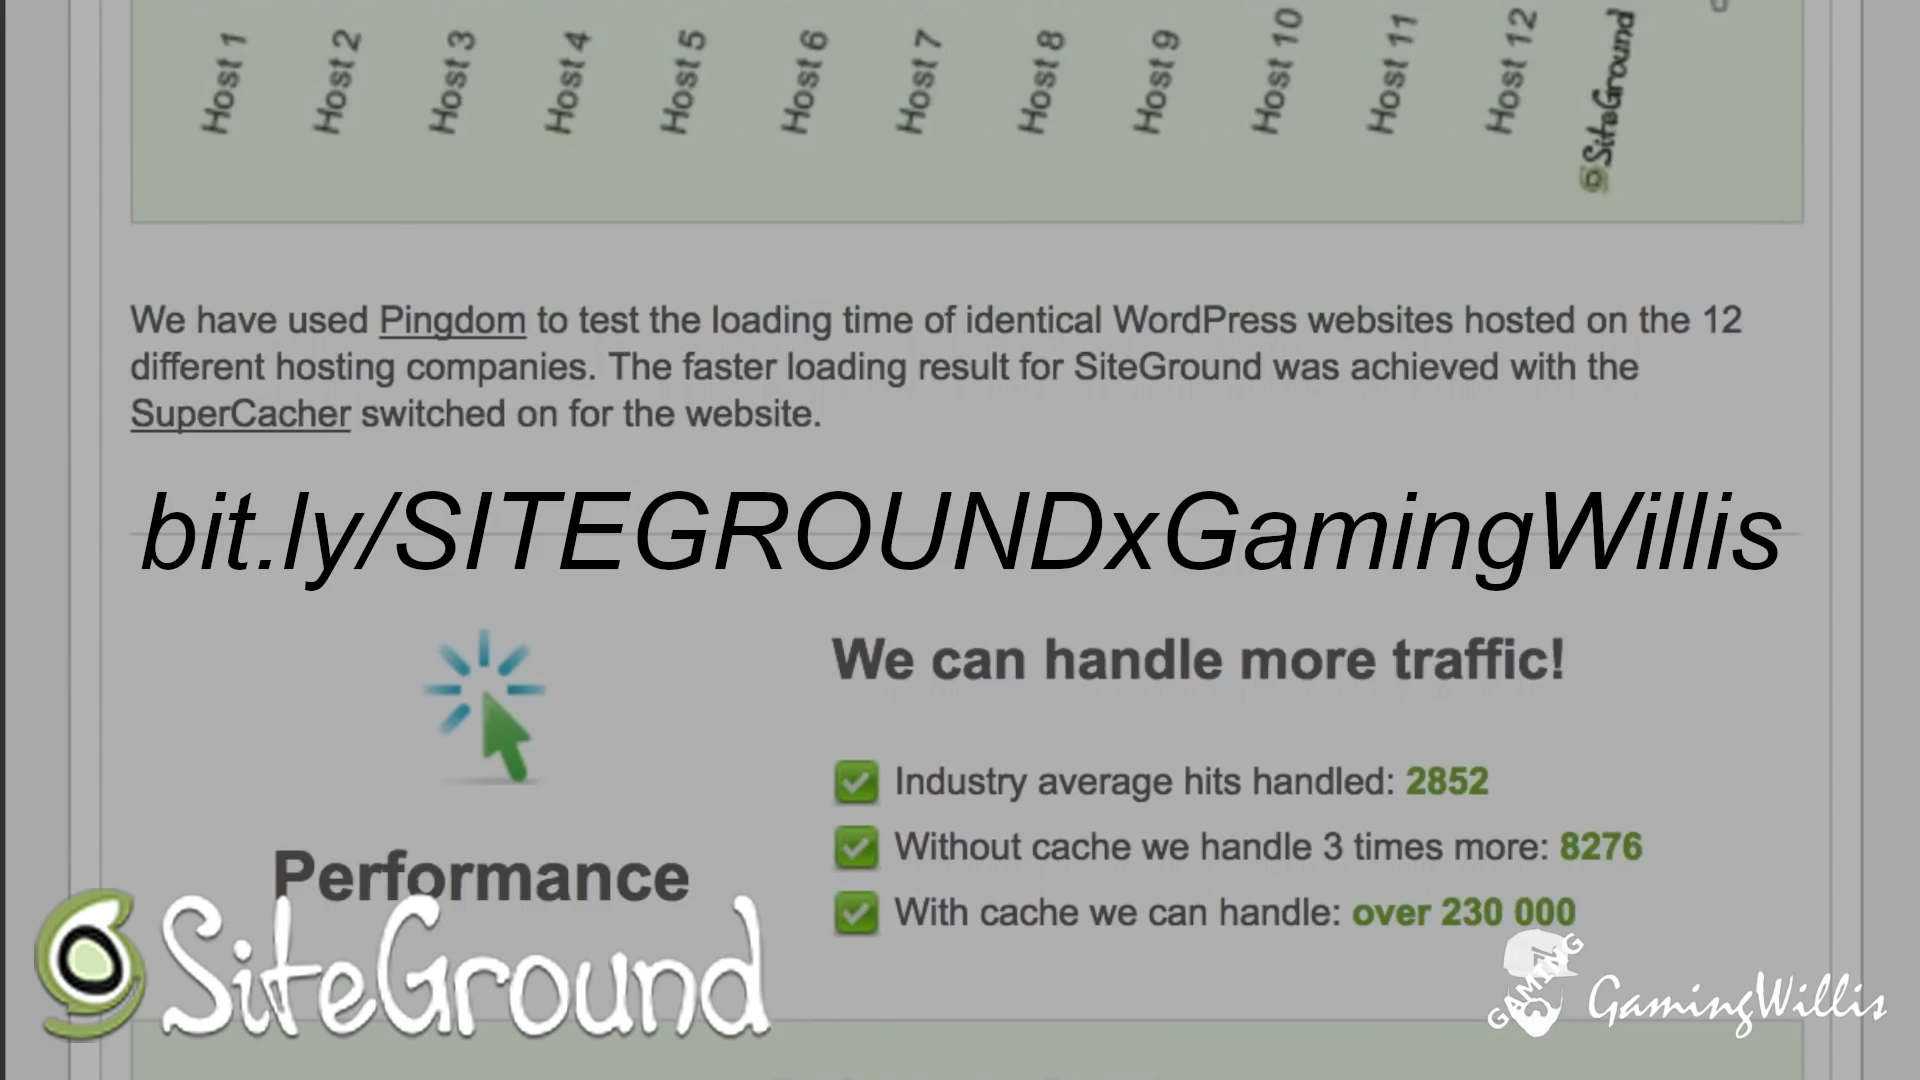 Host 1
Host 2
Host 3
Host 4
Host 5
Host 6
Host 7
Host 8
Host 9
Host 10
Host 11
Host 12
SiteGround
We have used Pingdom to test the loading time of identical WordPress websites hosted on the 12
different hosting companies. The faster loading result for SiteGround was achieved with the
SuperCacher switched on for the website.
bit.ly/SITEGROUNDxGamingWillis
We can handle more traffic!
Industry average hits handled: 2852
Without cache we handle 3 times more: 8276
With cache we can handle: over 230 000
Performance
SiteGround
GAMING
GamingWillis